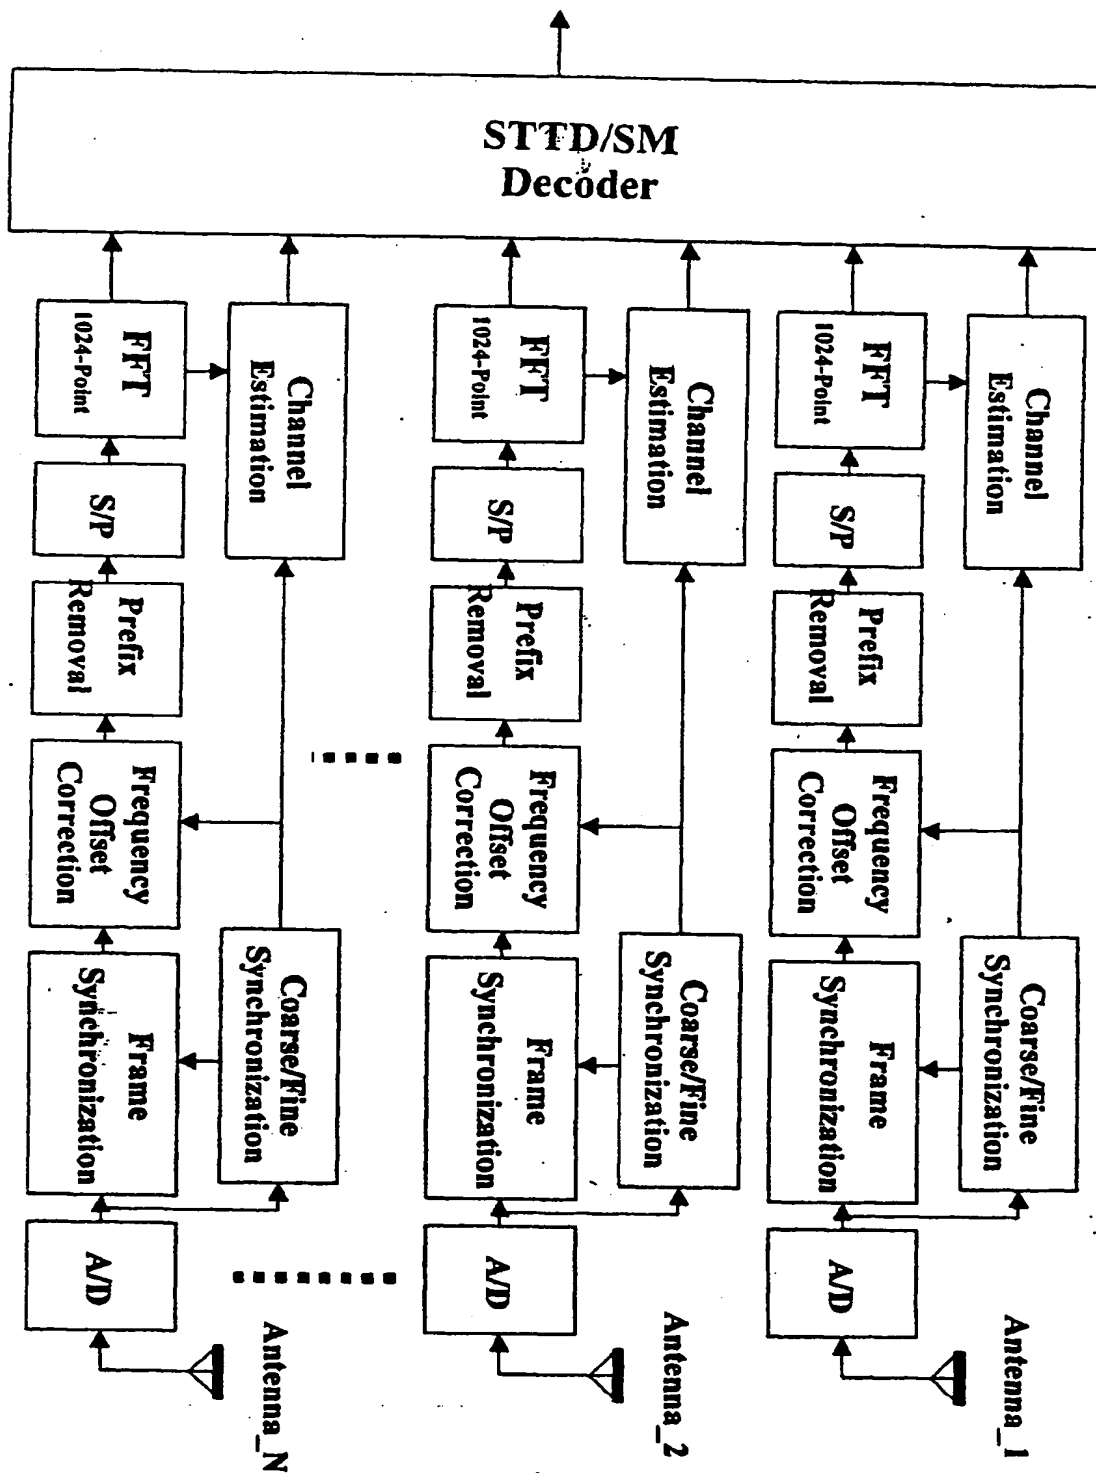 STTD/SM
Decoder
FFT
1024-Point
Channel
Estimation
S/P
Prefix
Removal
Frequency
Offset
Correction
Coarse/Fine
Synchronization
Frame
Synchronization
A/D
Antenna_1
FFT
1024-Point
Channel
Estimation
S/P
Prefix
Removal
Frequency
Offset
Correction
Coarse/Fine
Synchronization
Frame
Synchronization
A/D
Antenna_2
FFT
1024-Point
Channel
Estimation
S/P
Prefix
Removal
Frequency
Offset
Correction
Coarse/Fine
Synchronization
Frame
Synchronization
A/D
Antenna_N